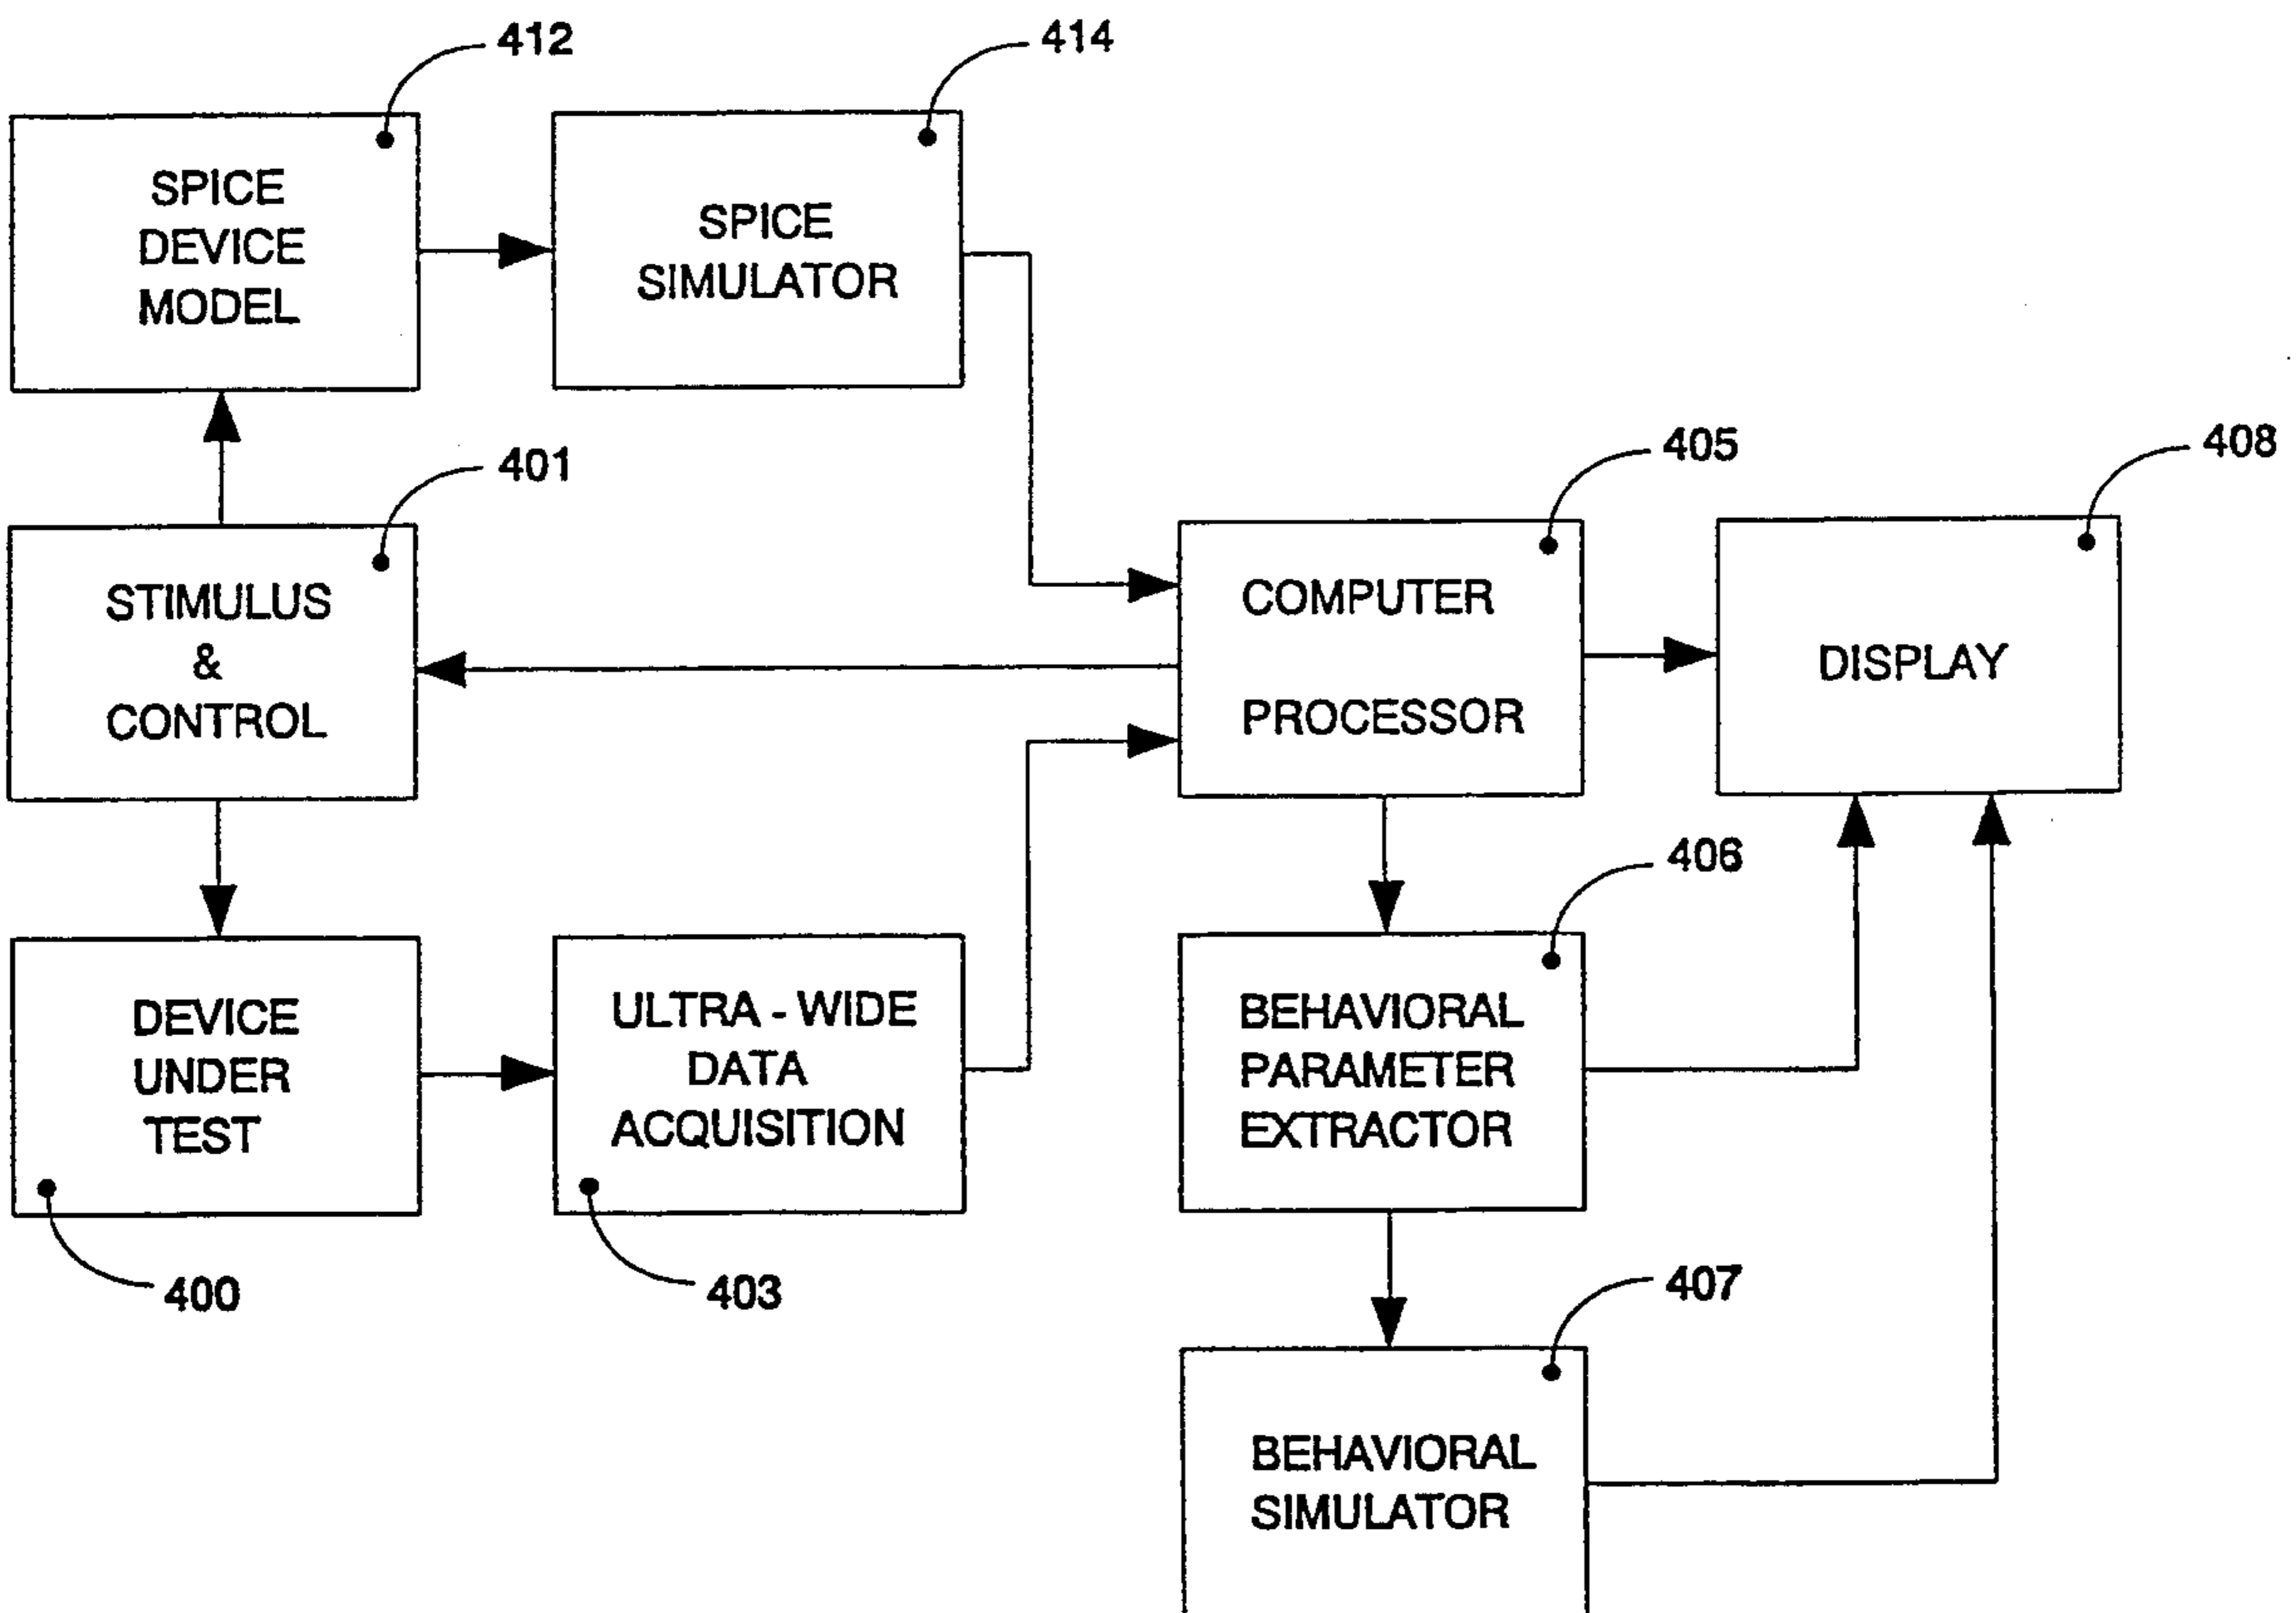 412
414
SPICE
DEVICE
MODEL
SPICE
SIMULATOR
401
405
408
STIMULUS
&
CONTROL
COMPUTER
PROCESSOR
DISPLAY
406
DEVICE
UNDER
TEST
ULTRA - WIDE
DATA
ACQUISITION
BEHAVIORAL
PARAMETER
EXTRACTOR
400
403
407
BEHAVIORAL
SIMULATOR